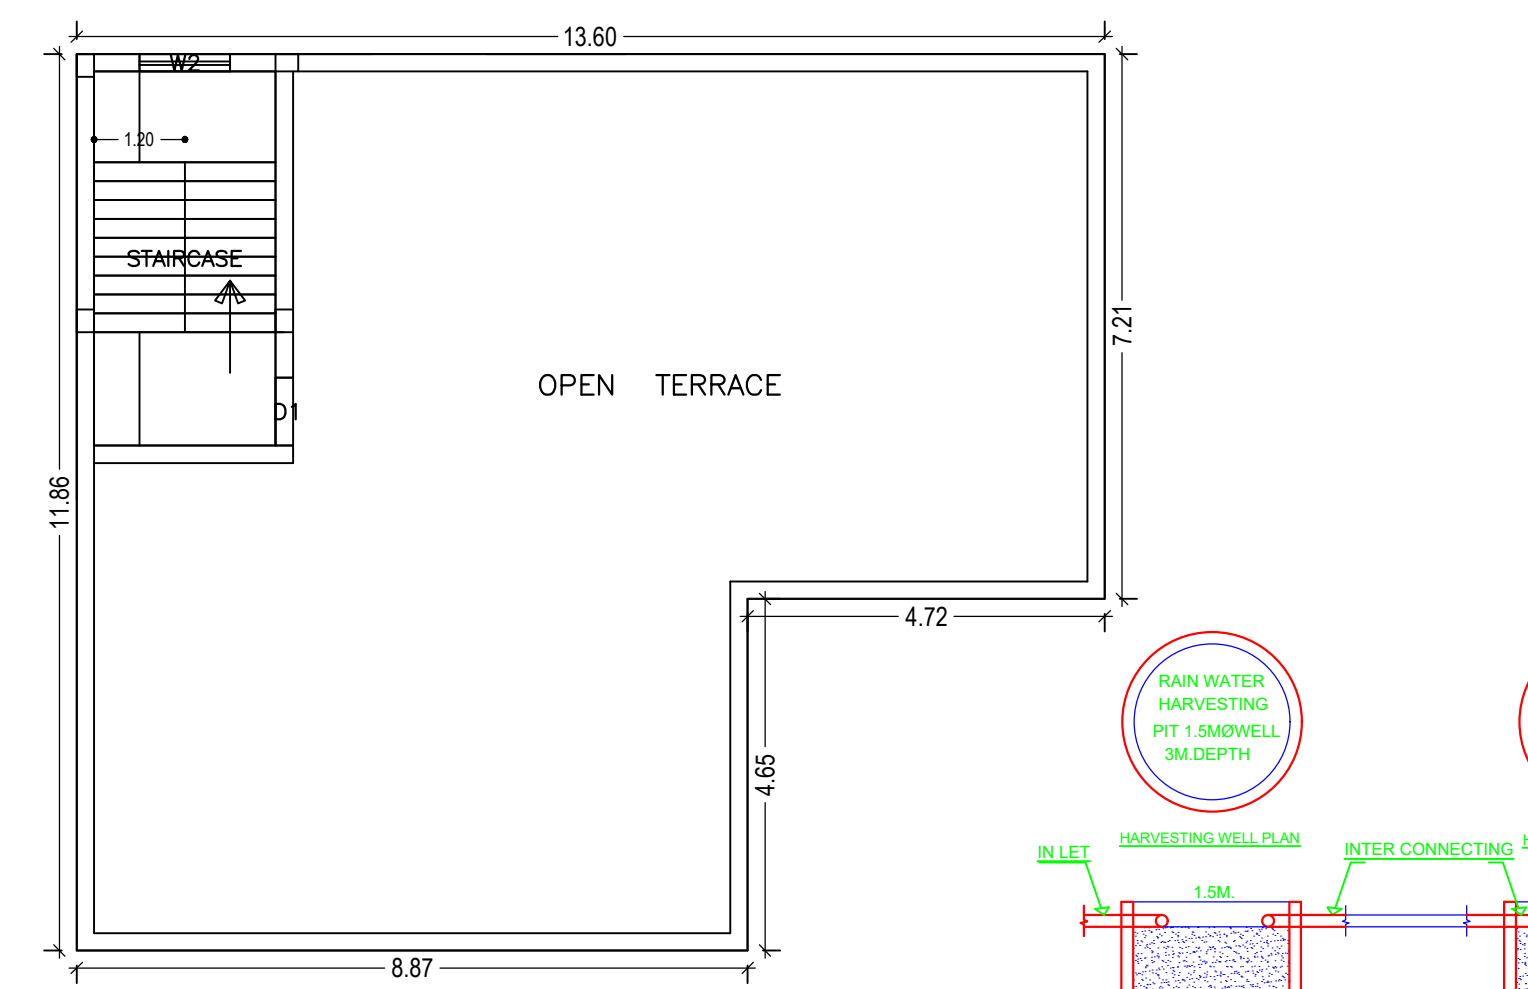 13.60
W2
1.20
STAIRCASE
7.21
OPEN TERRACE
D1
11.86
4.72
RAIN WATER
HARVESTING
PIT 1.5MØWELL
3M.DEPTH
4.65
HARVESTING WELL PLAN
IN LET
INTER CONNECTING
H
1.5M.
8.87